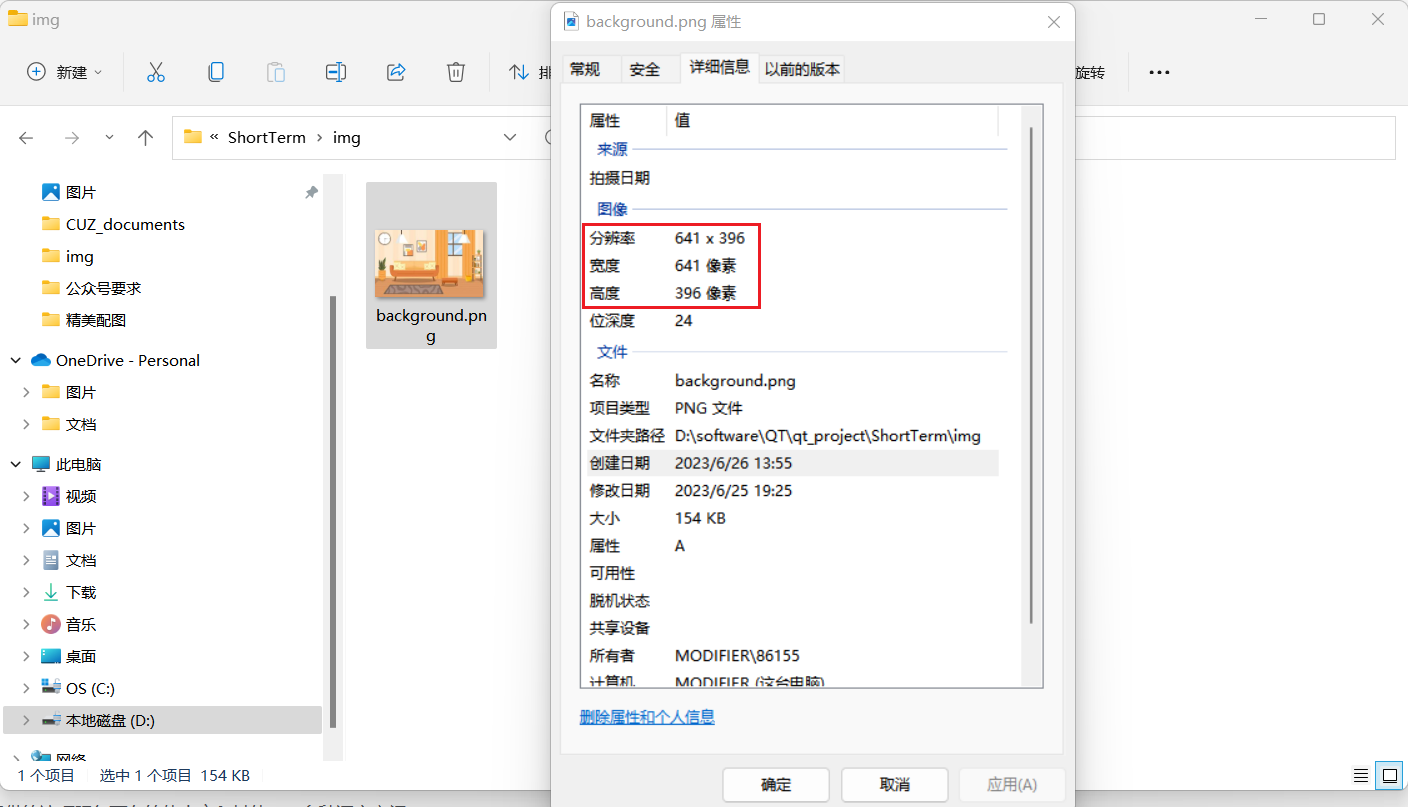 img
新建
排
旋转
ShortTerm
img
图片
CUZ_documents
img
公众号要求
精美配图
OneDrive - Personal
图片
文档
此电脑
视频
图片
文档
下载
音乐
桌面
OS (C:)
本地磁盘 (D:)
网络
background.pn
g
1 个项目
选中 1 个项目 154 KB
background.png 属性
常规
安全
详细信息
以前的版本
属性 值
来源
拍摄日期
图像
分辨率 641 x 396
宽度 641 像素
高度 396 像素
位深度 24
文件
名称 background.png
项目类型 PNG 文件
文件夹路径 D:\software\QT\qt_project\ShortTerm\img
创建日期 2023/6/26 13:55
修改日期 2023/6/25 19:25
大小 154 KB
属性 A
可用性
脱机状态
共享设备
所有者 MODIFIER\86155
计算机 MODIFIER (这台电脑)
删除属性和个人信息
确定
取消
应用(A)